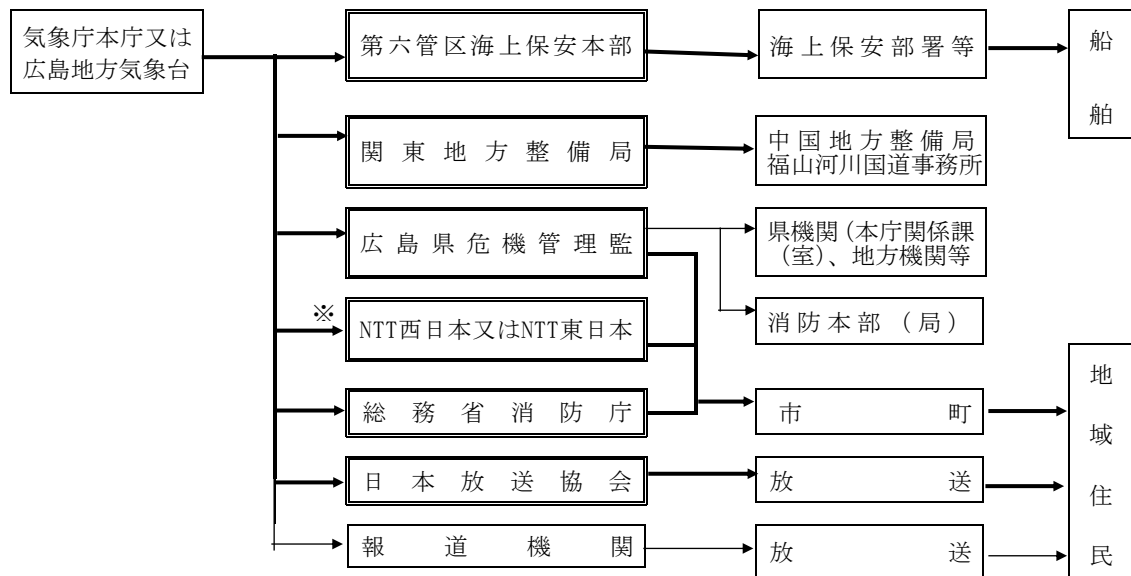 気象庁本庁又は
広島地方気象台
第六管区海上保安本部
海上保安部署等
船舶
関東地方整備局
中国地方整備局
福山河川国道事務所
広島県危機管理監
県機関(本庁関係課
(室)、地方機関等
※
NTT西日本又はNTT東日本
消防本部(局)
総務省消防庁
市町
地域住民
日本放送協会
放送
報道機関
放送